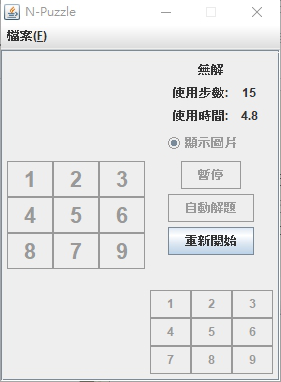 N-Puzzle
檔案(F)
無解
使用步數: 15
使用時間: 4.8
顯示圖片
暫停
自動解題
重新開始
1 2 3
4 5 6
8 7 9
1 2 3
4 5 6
7 8 9